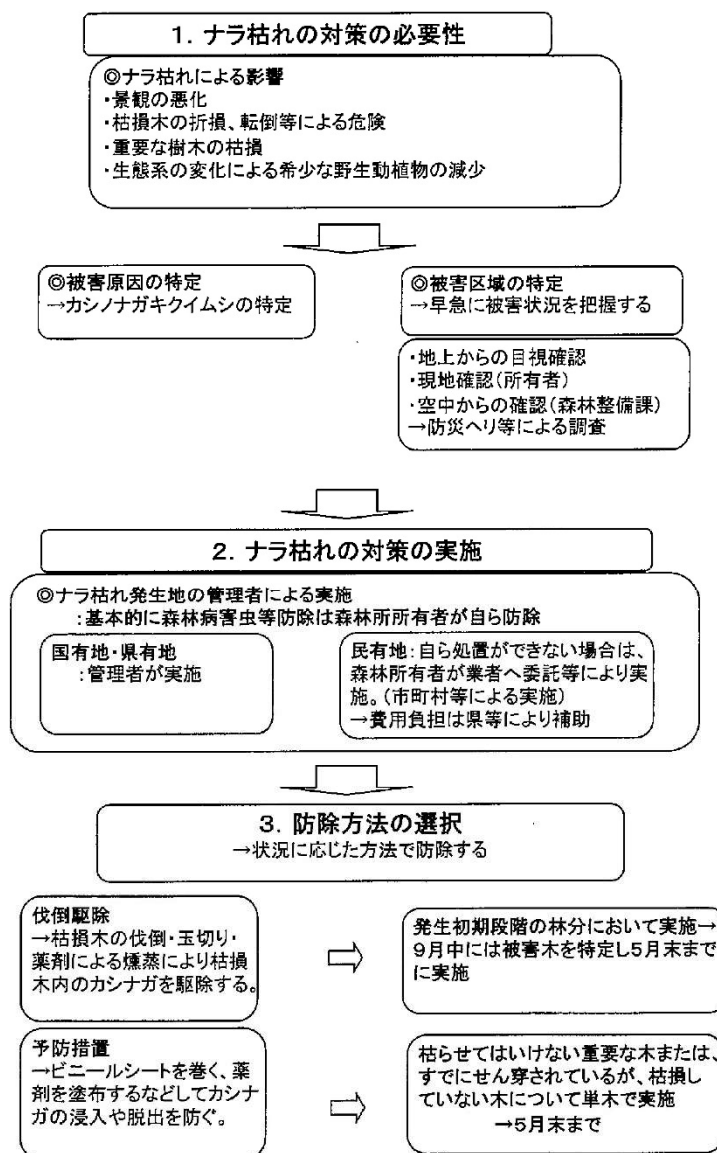 1．ナラ枯れの対策の必要性
◎ナラ枯れによる影響
・景観の悪化
・枯損木の折損、転倒等による危険
・重要な樹木の枯損
・生態系の変化による希少な野生動植物の減少
◎被害原因の特定
→カシノナガキクイムシの特定
◎被害区域の特定
→早急に被害状況を把握する
・地上からの目視確認
・現地確認（所有者）
・空中からの確認（森林整備課）
→防災ヘリ等による調査
2．ナラ枯れの対策の実施
◎ナラ枯れ発生地の管理者による実施
：基本的に森林病害虫等防除は森林所所有者が自ら防除
国有地・県有地
：管理者が実施
民有地：自ら処置ができない場合は、
森林所有者が業者へ委託等により実
施。（市町村等による実施）
→費用負担は県等により補助
3．防除方法の選択
→状況に応じた方法で防除する
伐倒駆除
→枯損木の伐倒・玉切り・
薬剤による燻蒸により枯損
木内のカシナガを駆除する。
発生初期段階の林分において実施→
9月中には被害木を特定し5月末まで
に実施
予防措置
→ビニールシートを巻く、薬
剤を塗布するなどしてカシナ
ガの浸入や脱出を防ぐ。
枯らせてはいけない重要な木または、
すでにせん穿されているが、枯損し
ていない木について単木で実施
→5月末まで